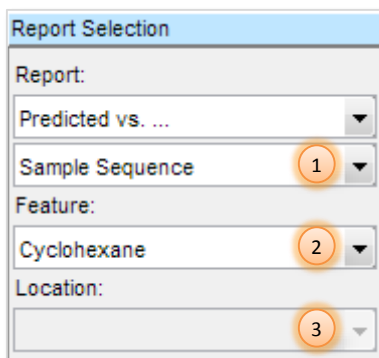 Report Selection
Report:
Predicted vs. ...
Sample Sequence 1
Feature:
Cyclohexane 2
Location:
3